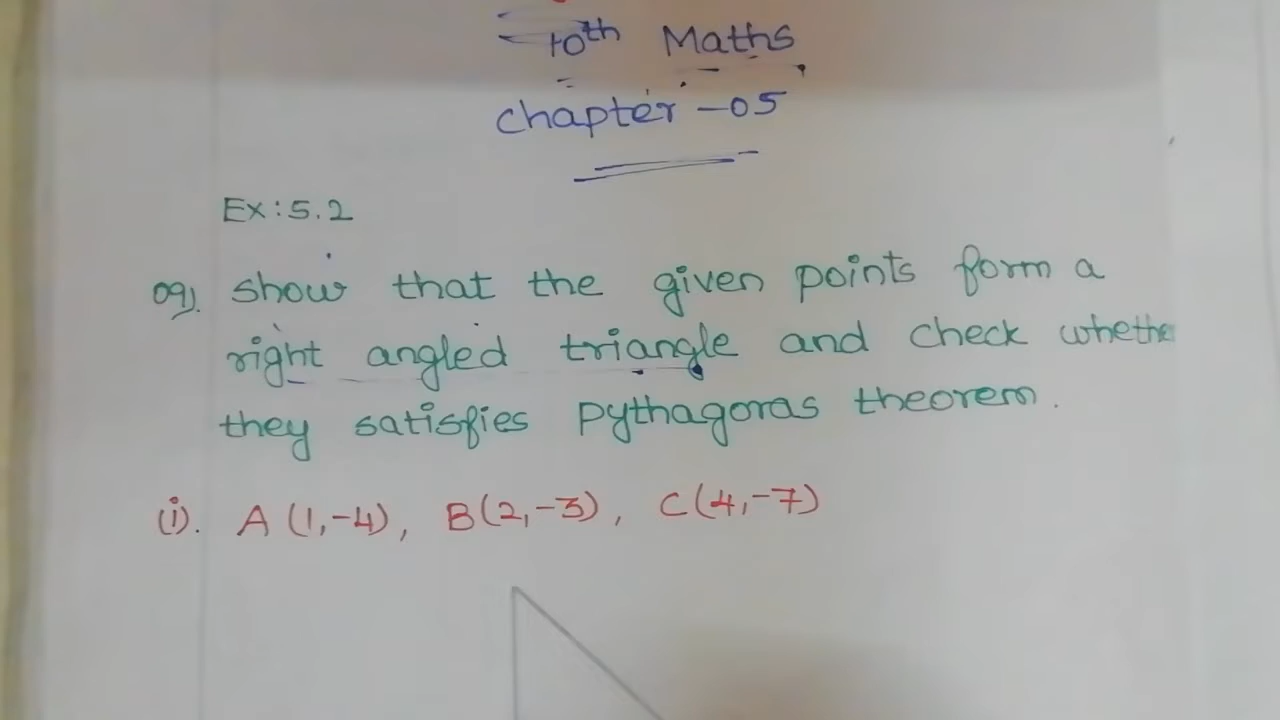 10th Maths
chapter -05
Ex:5.2
09). show that the given points form a
right angled triangle and check whethe
they satisfies pythagoras theorem.
(i). A (1,-4), B(2,-3), C(4,-7)